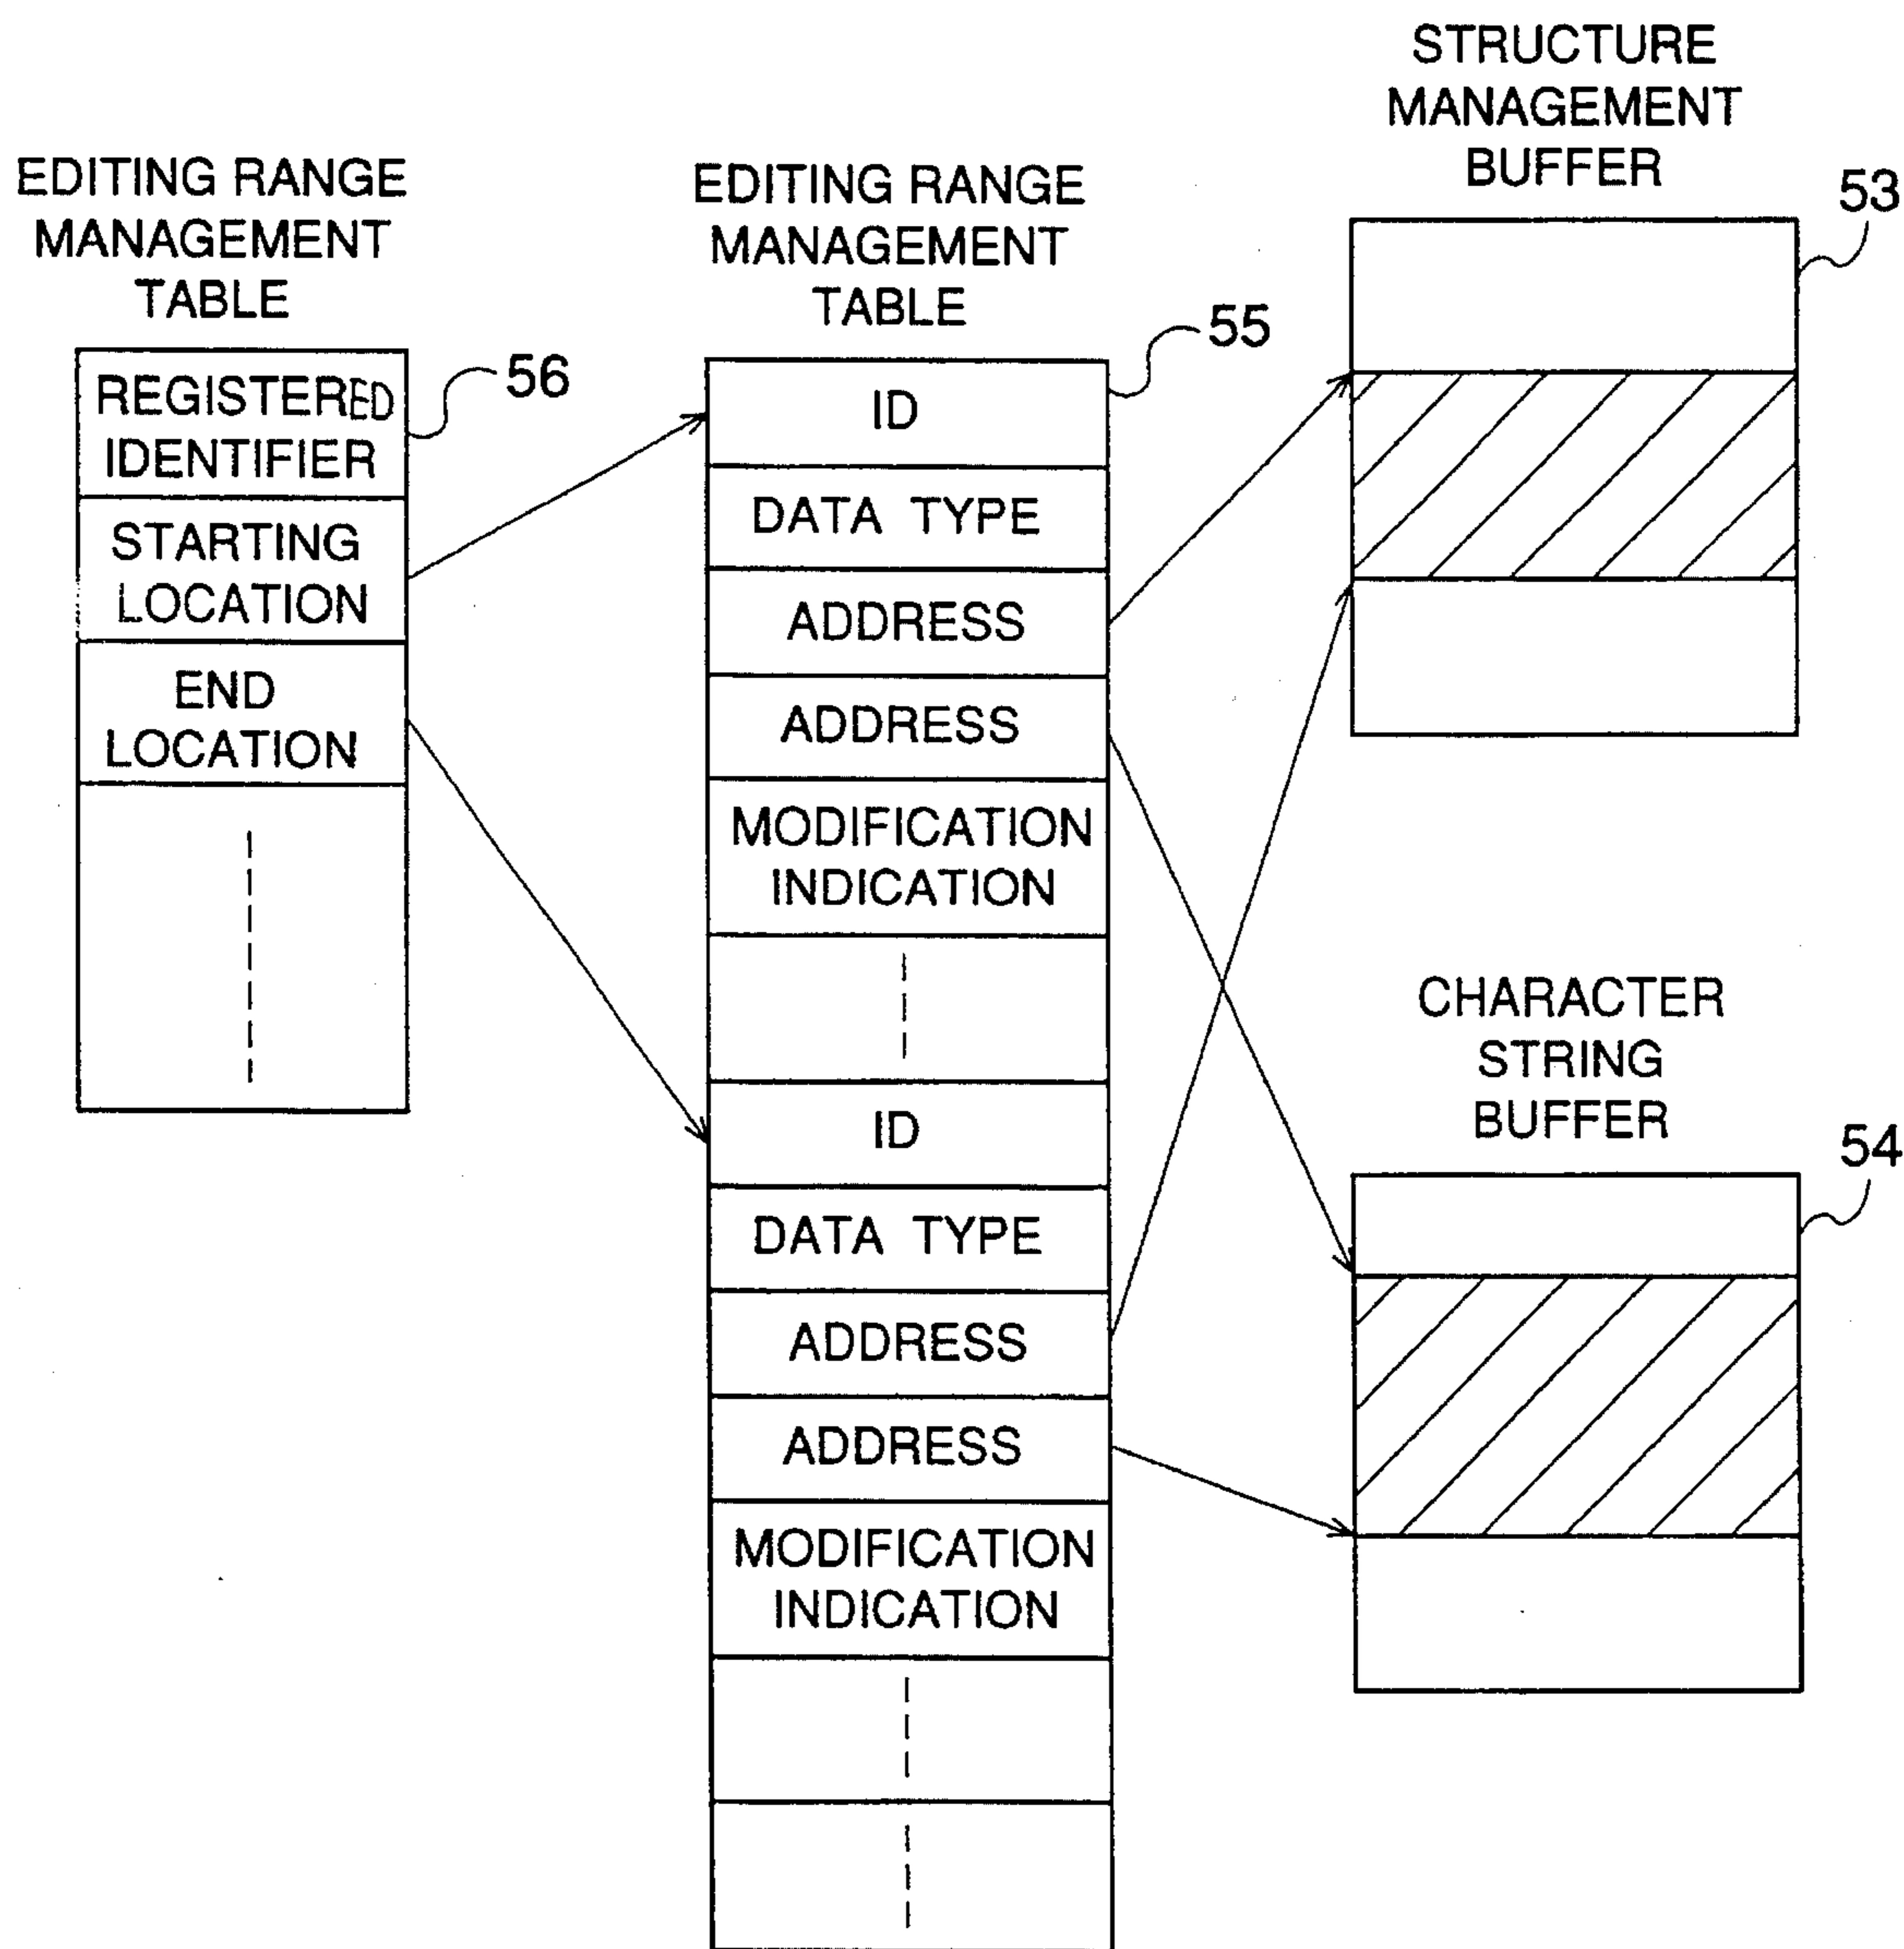 EDITING RANGE
MANAGEMENT
TABLE
56
REGISTERED
IDENTIFIER
STARTING
LOCATION
END
LOCATION
EDITING RANGE
MANAGEMENT
TABLE
55
ID
DATA TYPE
ADDRESS
ADDRESS
MODIFICATION
INDICATION
ID
DATA TYPE
ADDRESS
ADDRESS
MODIFICATION
INDICATION
STRUCTURE
MANAGEMENT
BUFFER
53
CHARACTER
STRING
BUFFER
54